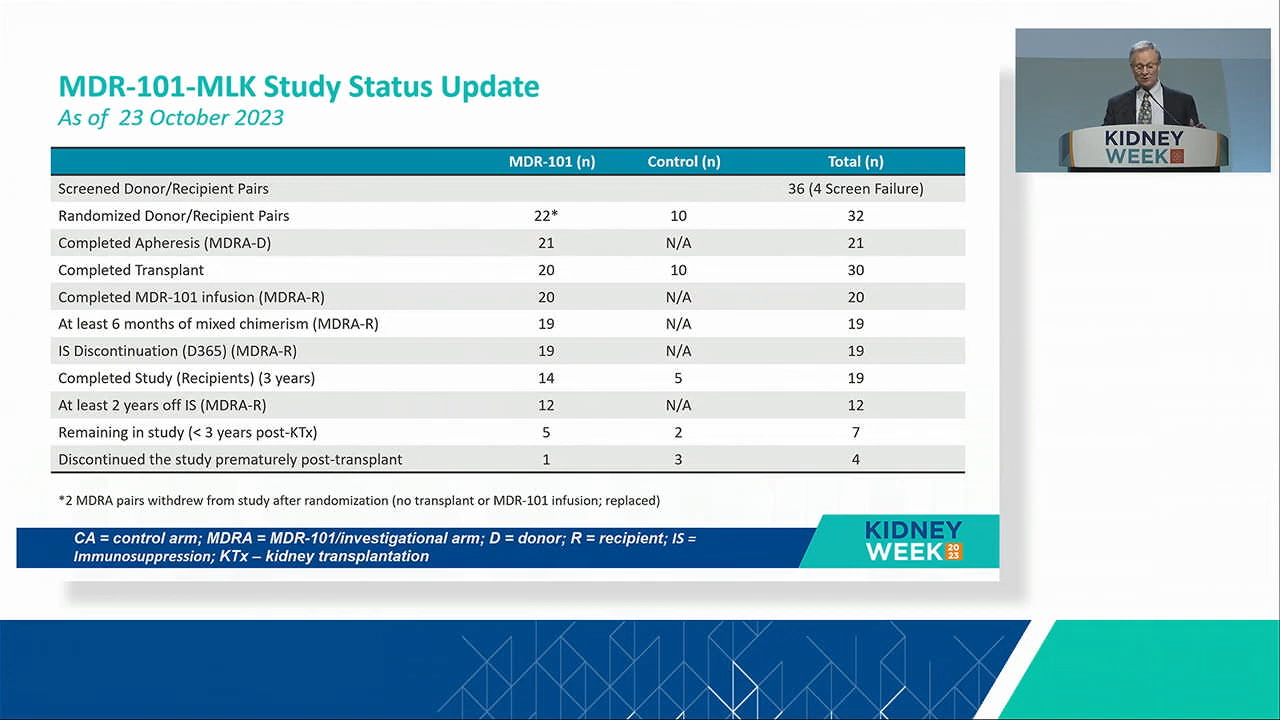 MDR-101-MLK Study Status Update
As of 23 October 2023
MDR-101 (n) Control (n) Total (n)
Screened Donor/Recipient Pairs 36 (4 Screen Failure)
Randomized Donor/Recipient Pairs 22* 10 32
Completed Apheresis (MDRA-D) 21 N/A 21
Completed Transplant 20 10 30
Completed MDR-101 infusion (MDRA-R) 20 N/A 20
At least 6 months of mixed chimerism (MDRA-R) 19 N/A 19
IS Discontinuation (D365) (MDRA-R) 19 N/A 19
Completed Study (Recipients) (3 years) 14 5 19
At least 2 years off IS (MDRA-R) 12 N/A 12
Remaining in study (< 3 years post-KTx) 5 2 7
Discontinued the study prematurely post-transplant 1 3 4
*2 MDRA pairs withdrew from study after randomization (no transplant or MDR-101 infusion; replaced)
CA = control arm; MDRA = MDR-101/investigational arm; D = donor; R = recipient; IS =
Immunosuppression; KTx – kidney transplantation
KIDNEY
WEEK 20
23
KIDNEY
WEEK